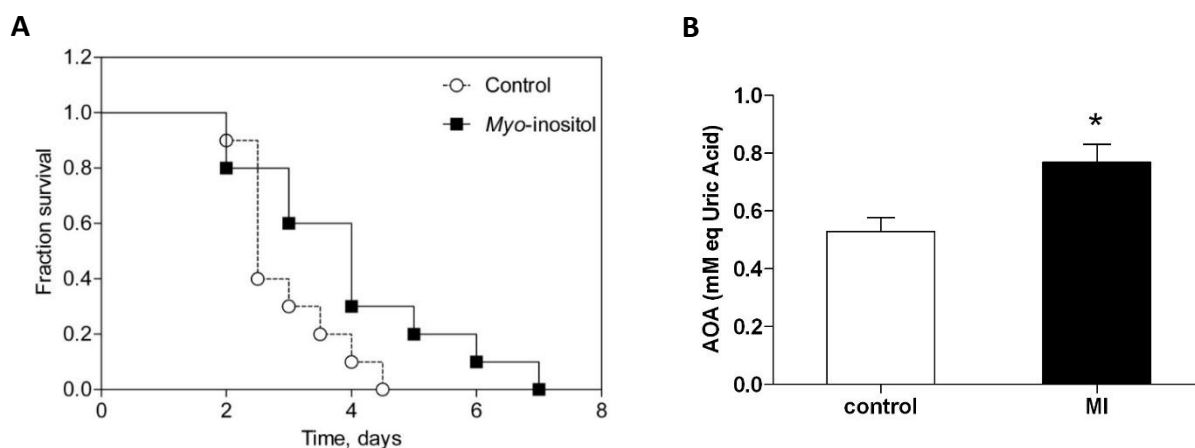 A
Fraction survival
1.2
1.0
0.8
0.6
0.4
0.2
0.0
0
2
4
6
8
Time, days
Control
Myo-inositol
B
AOA (mM eq Uric Acid)
1.0
0.8
0.6
0.4
0.2
0.0
*
control
MI